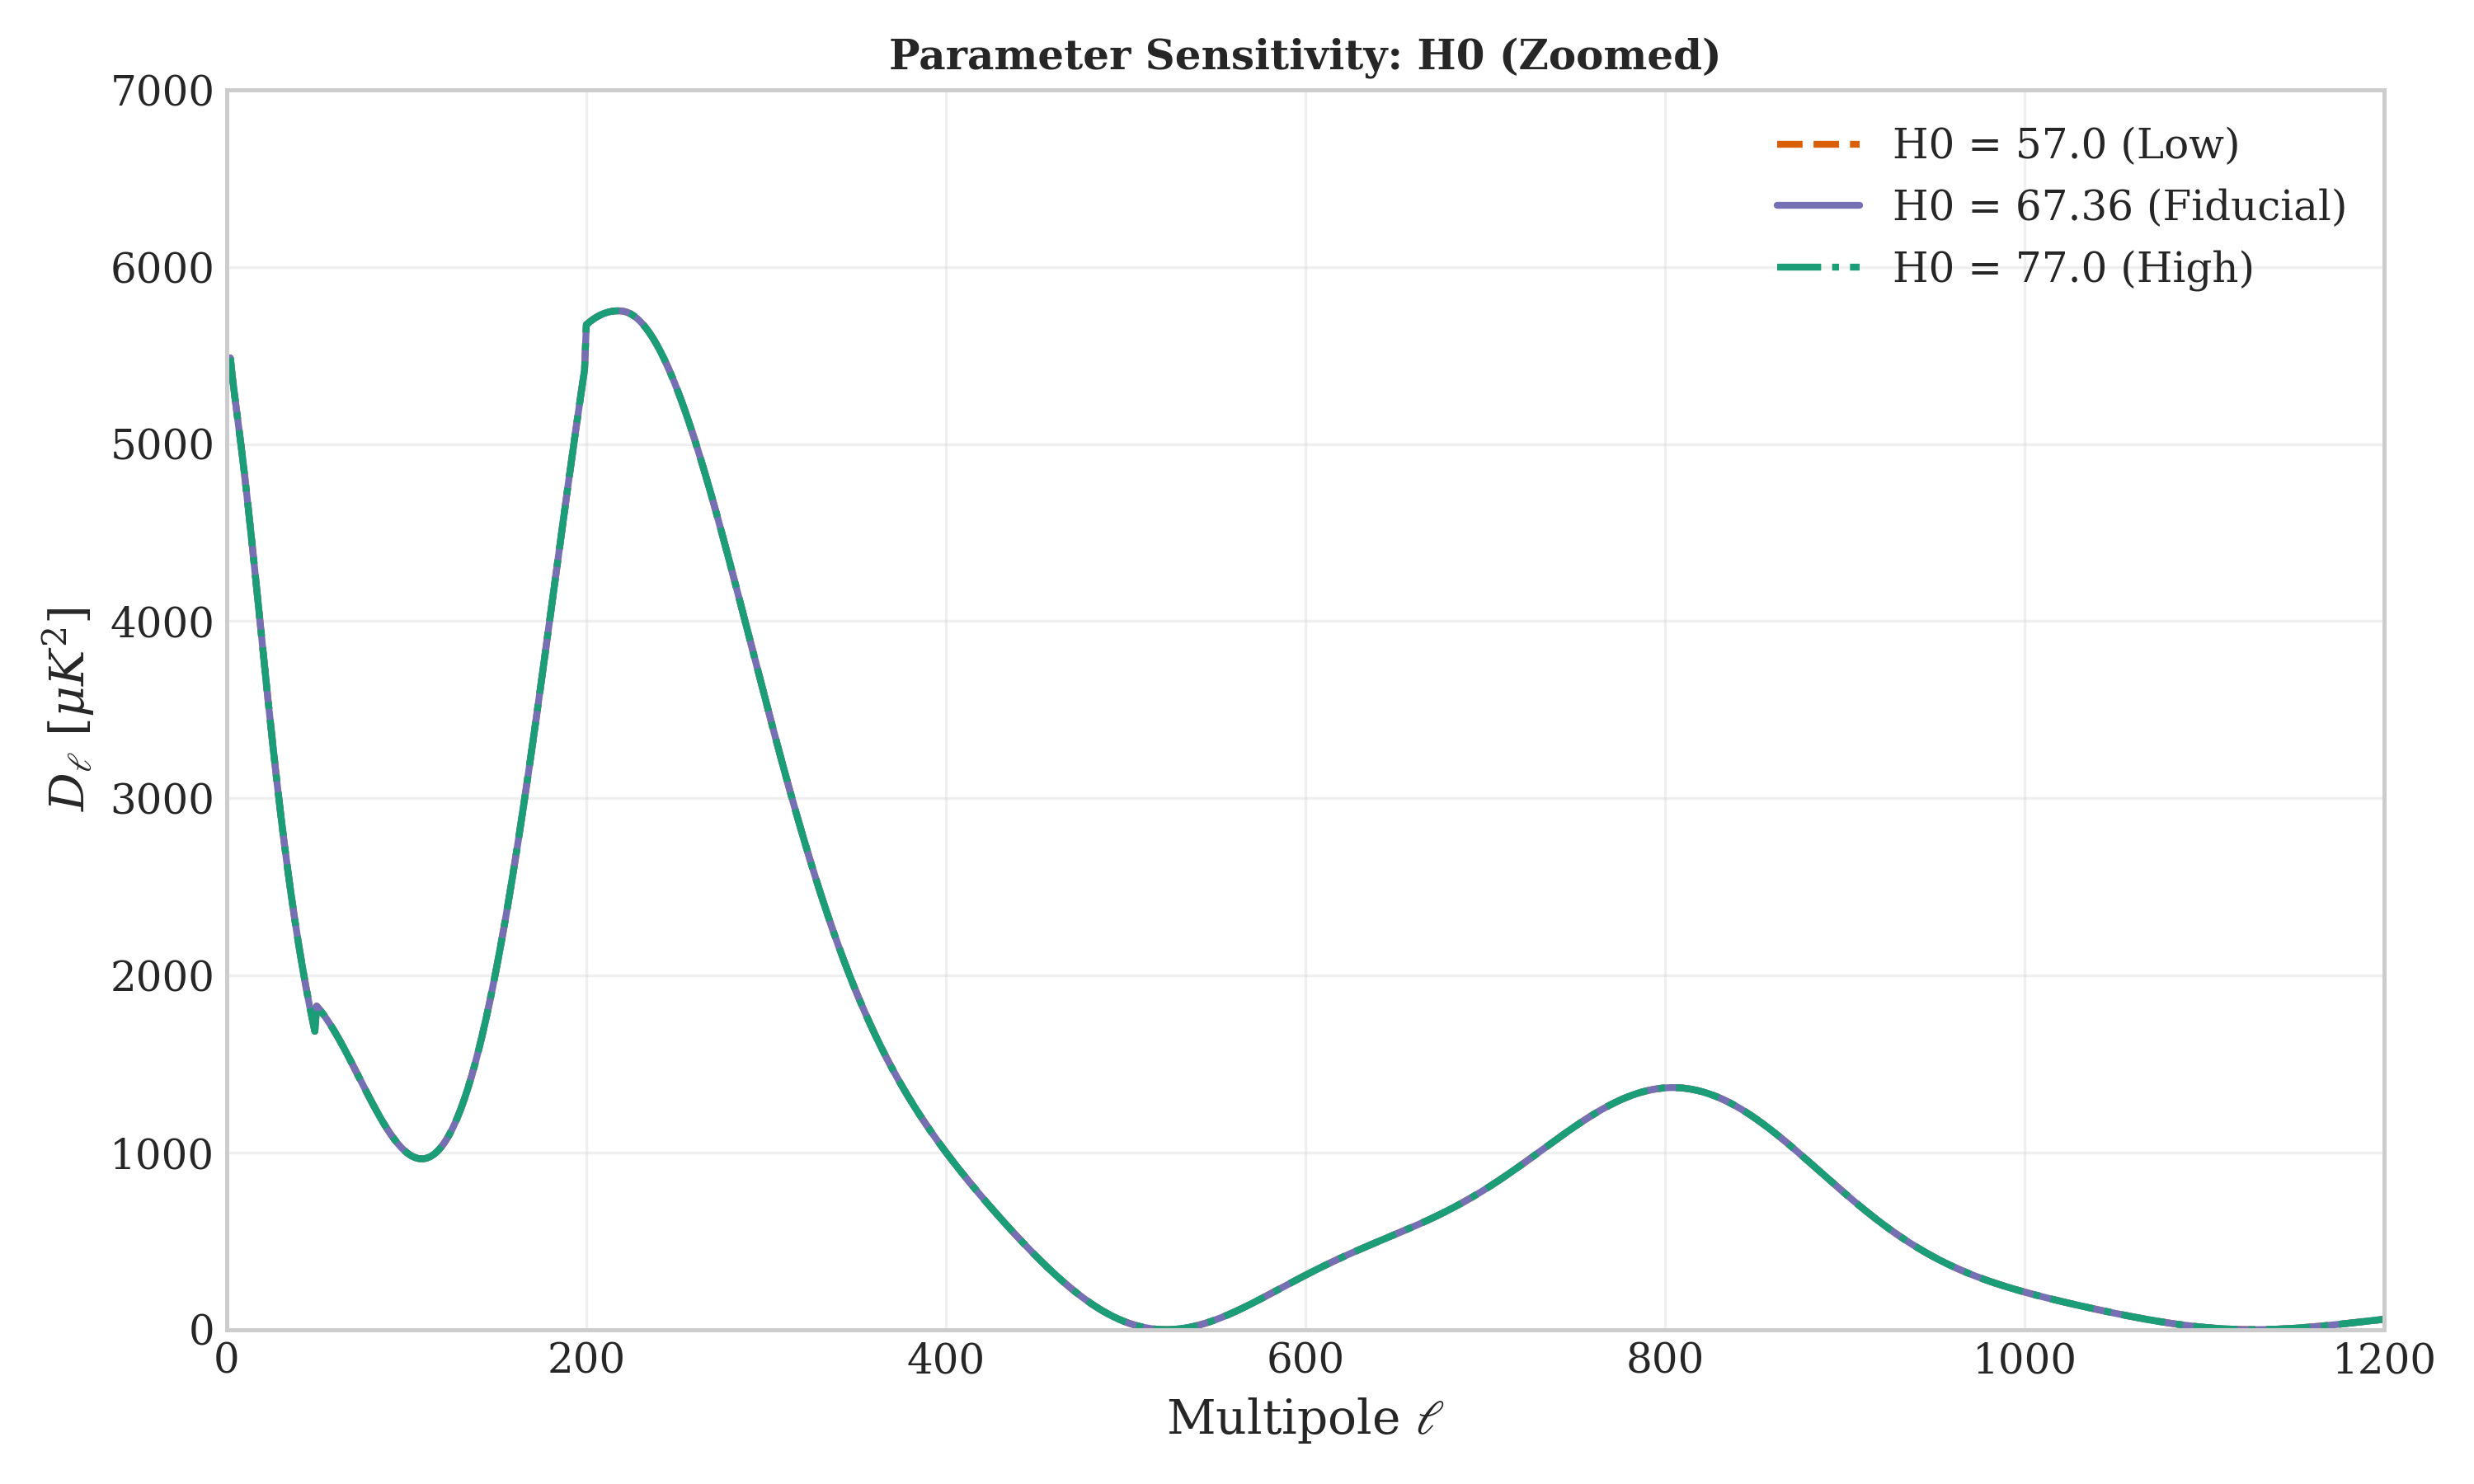 Parameter Sensitivity: H0 (Zoomed)
7000
6000
5000
4000
3000
2000
1000
0
D_ℓ [μK²]
H0 = 57.0 (Low)
H0 = 67.36 (Fiducial)
H0 = 77.0 (High)
0 200 400 600 800 1000 1200
Multipole ℓ